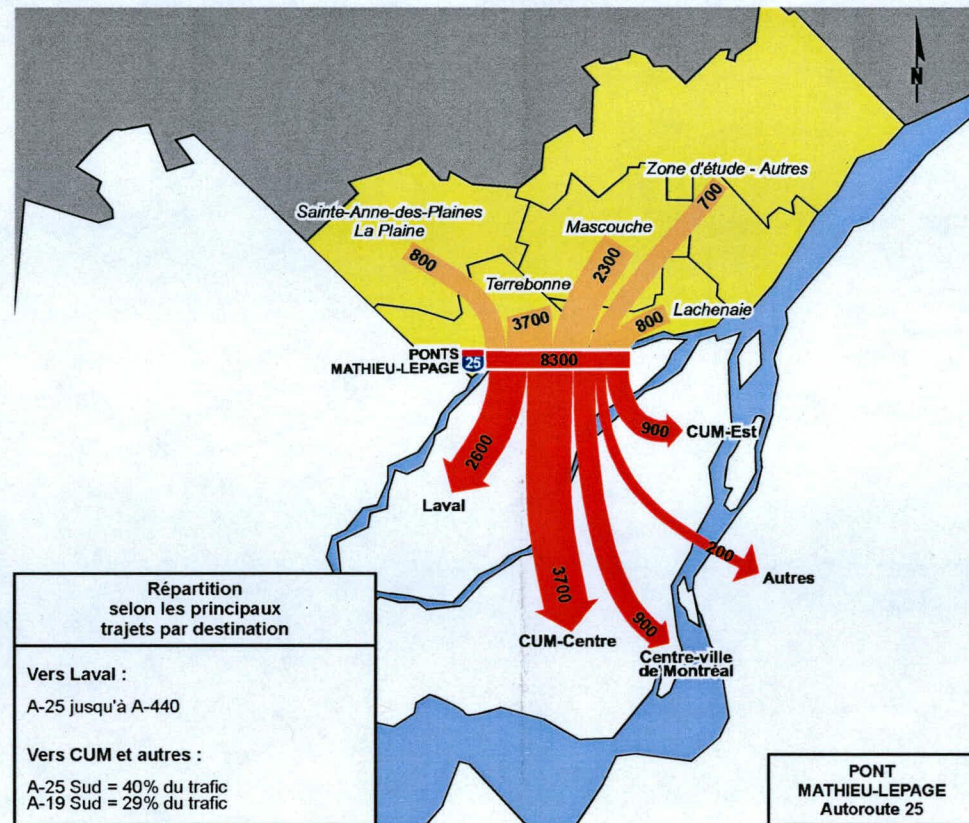 N
Zone d'étude - Autres
700
Sainte-Anne-des-Plaines
La Plaine
800
Mascouche
2300
Terrebonne
3700
Lachenaie
800
PONTS
MATHIEU-LEPAGE
25
8300
2600
Laval
900
CUM-Est
3700
CUM-Centre
900
Centre-ville
de Montréal
200
Autres
Répartition
selon les principaux
trajets par destination
Vers Laval :
A-25 jusqu'à A-440
Vers CUM et autres :
A-25 Sud = 40% du trafic
A-19 Sud = 29% du trafic
PONT
MATHIEU-LEPAGE
Autoroute 25